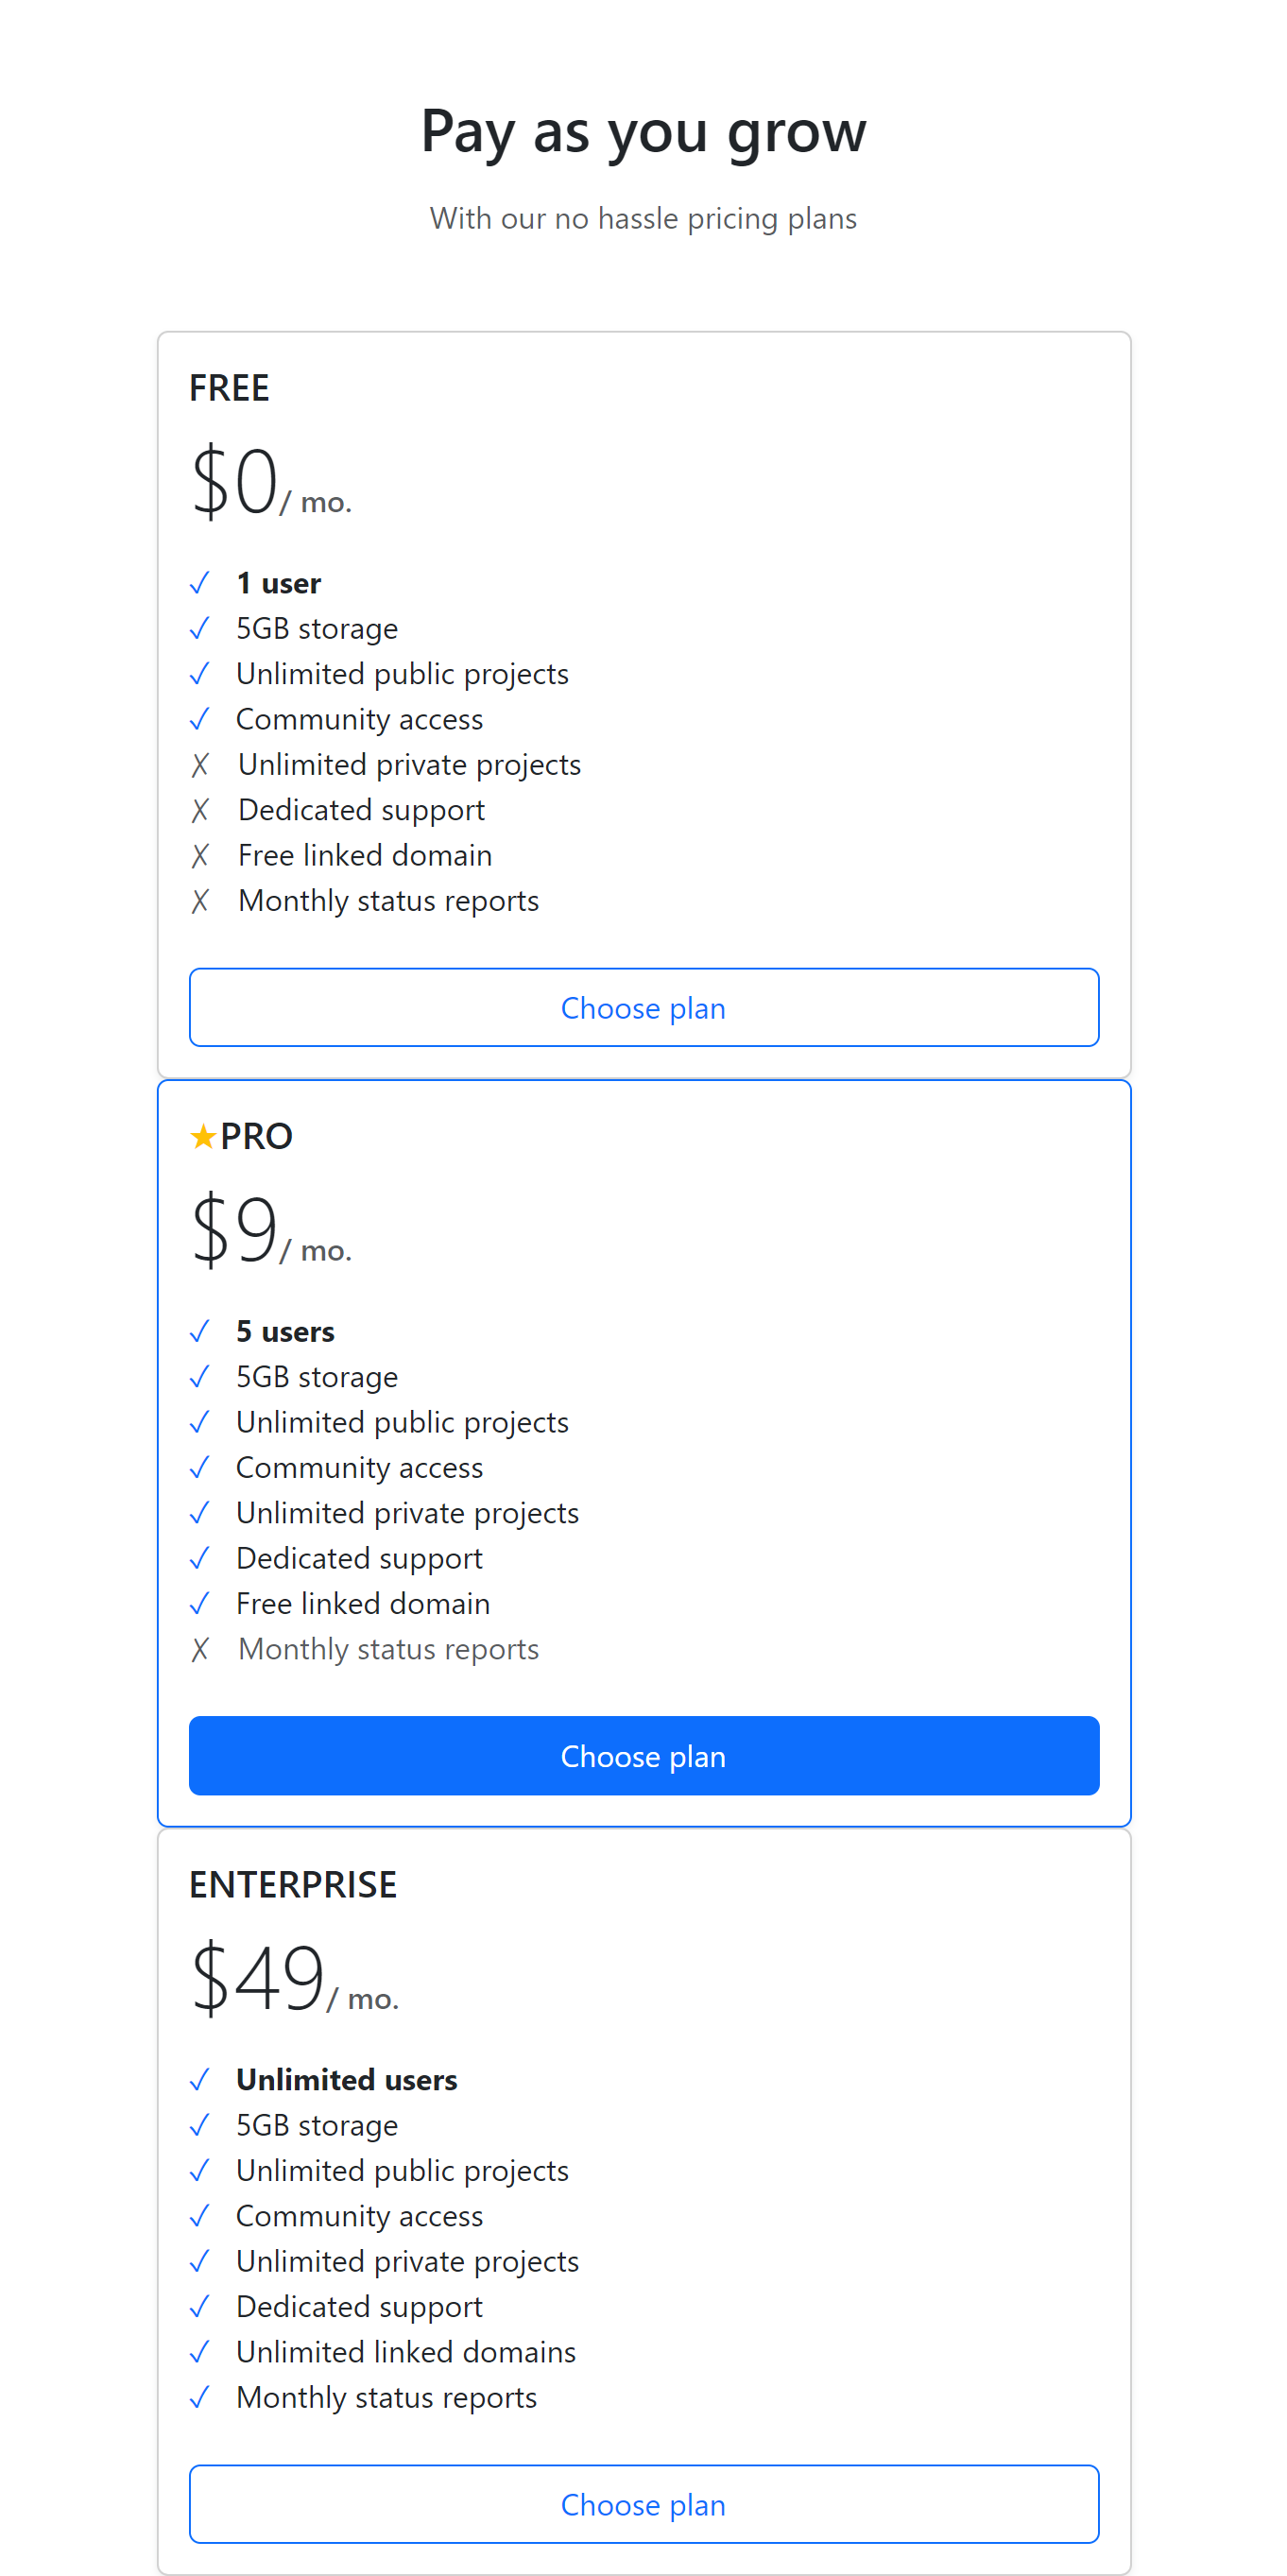 Pay as you grow
With our no hassle pricing plans
FREE
$0/ mo.
✓ 1 user
✓ 5GB storage
✓ Unlimited public projects
✓ Community access
✗ Unlimited private projects
✗ Dedicated support
✗ Free linked domain
✗ Monthly status reports
Choose plan
★PRO
$9/ mo.
✓ 5 users
✓ 5GB storage
✓ Unlimited public projects
✓ Community access
✓ Unlimited private projects
✓ Dedicated support
✓ Free linked domain
✗ Monthly status reports
Choose plan
ENTERPRISE
$49/ mo.
✓ Unlimited users
✓ 5GB storage
✓ Unlimited public projects
✓ Community access
✓ Unlimited private projects
✓ Dedicated support
✓ Unlimited linked domains
✓ Monthly status reports
Choose plan